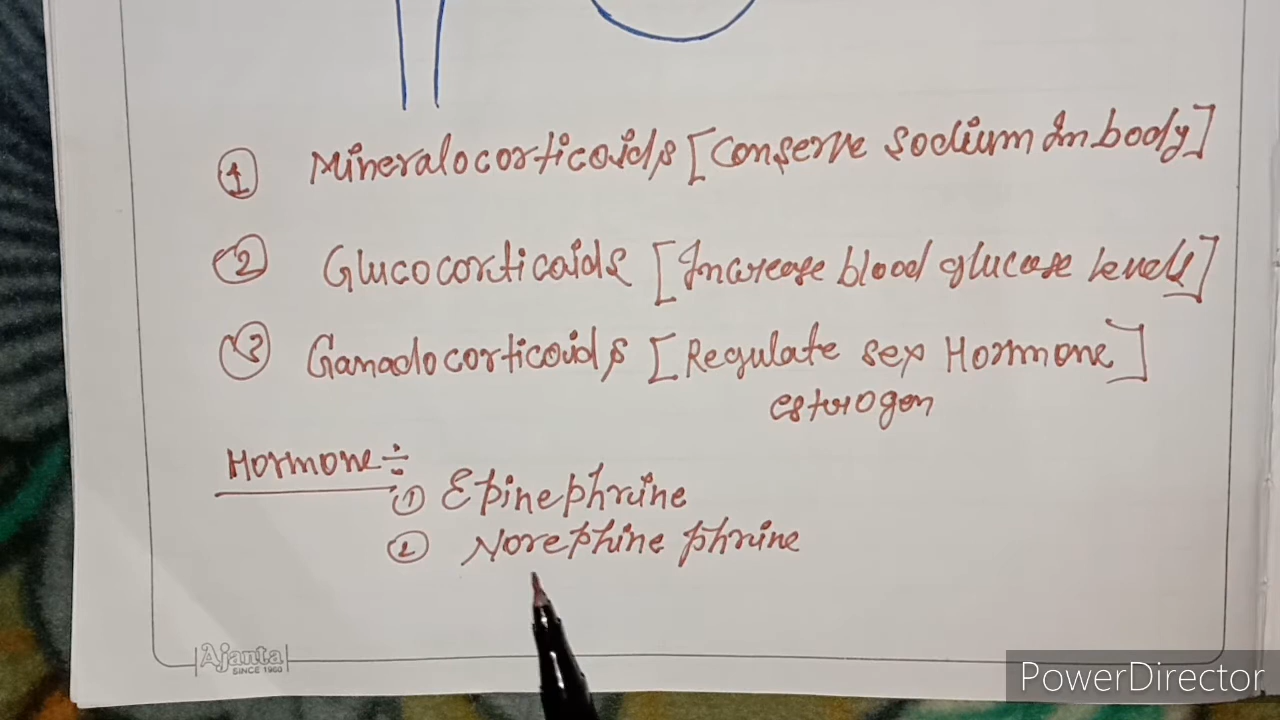 ① Mineralocorticoids [Conserve Sodium In body]
② Glucocorticoids [Increase blood glucose levels]
③ Ganadocorticoids [Regulate sex Hormone]
estrogen
Hormone ÷
① Epinephrine
② Norephine phrine
Ajanta
SINCE 1960
PowerDirector